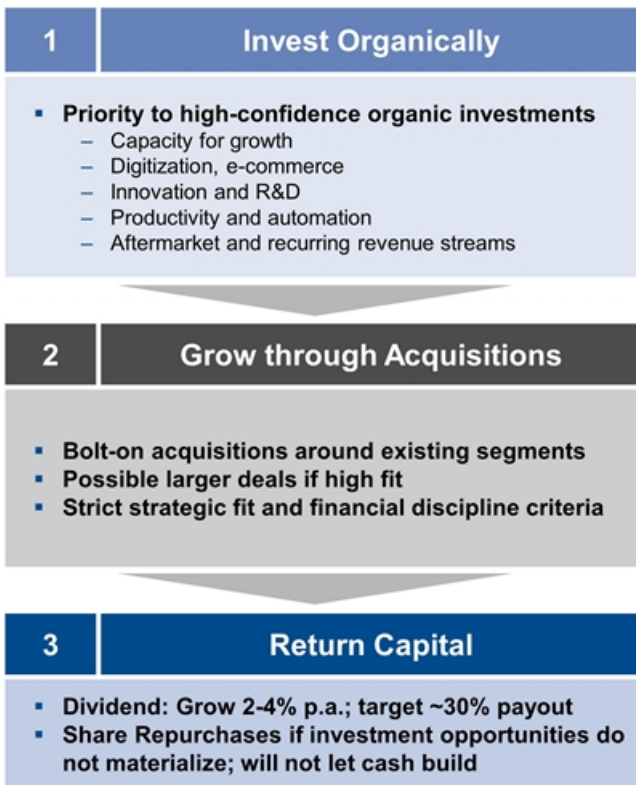 1 Invest Organically
▪ Priority to high-confidence organic investments
– Capacity for growth
– Digitization, e-commerce
– Innovation and R&D
– Productivity and automation
– Aftermarket and recurring revenue streams
2 Grow through Acquisitions
▪ Bolt-on acquisitions around existing segments
▪ Possible larger deals if high fit
▪ Strict strategic fit and financial discipline criteria
3 Return Capital
▪ Dividend: Grow 2-4% p.a.; target ~30% payout
▪ Share Repurchases if investment opportunities do
not materialize; will not let cash build